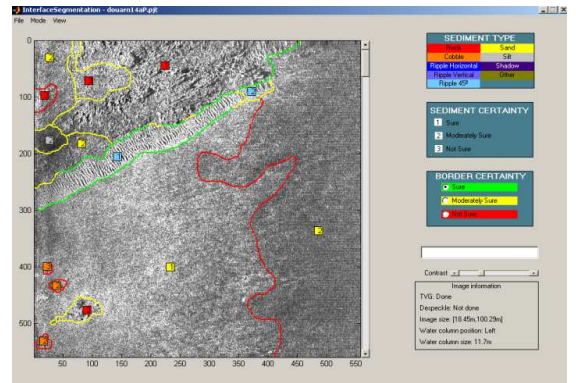 InterfaceSegmentation - douarn14aP.pjt
File Mode View
SEDIMENT TYPE
Rock Sand
Cobble Silt
Ripple Horizontal Shadow
Ripple Vertical Other
Ripple 45º
SEDIMENT CERTAINTY
1 Sure
2 Moderately Sure
3 Not Sure
BORDER CERTAINTY
Sure
Moderately Sure
Not Sure
Contrast
Image information
TVG: Done
Despeckle: Not done
Image size: [18.45m,100.29m]
Water column position: Left
Water column size: 11.7m
0
100
200
300
400
500
50 100 150 200 250 300 350 400 450 500 550